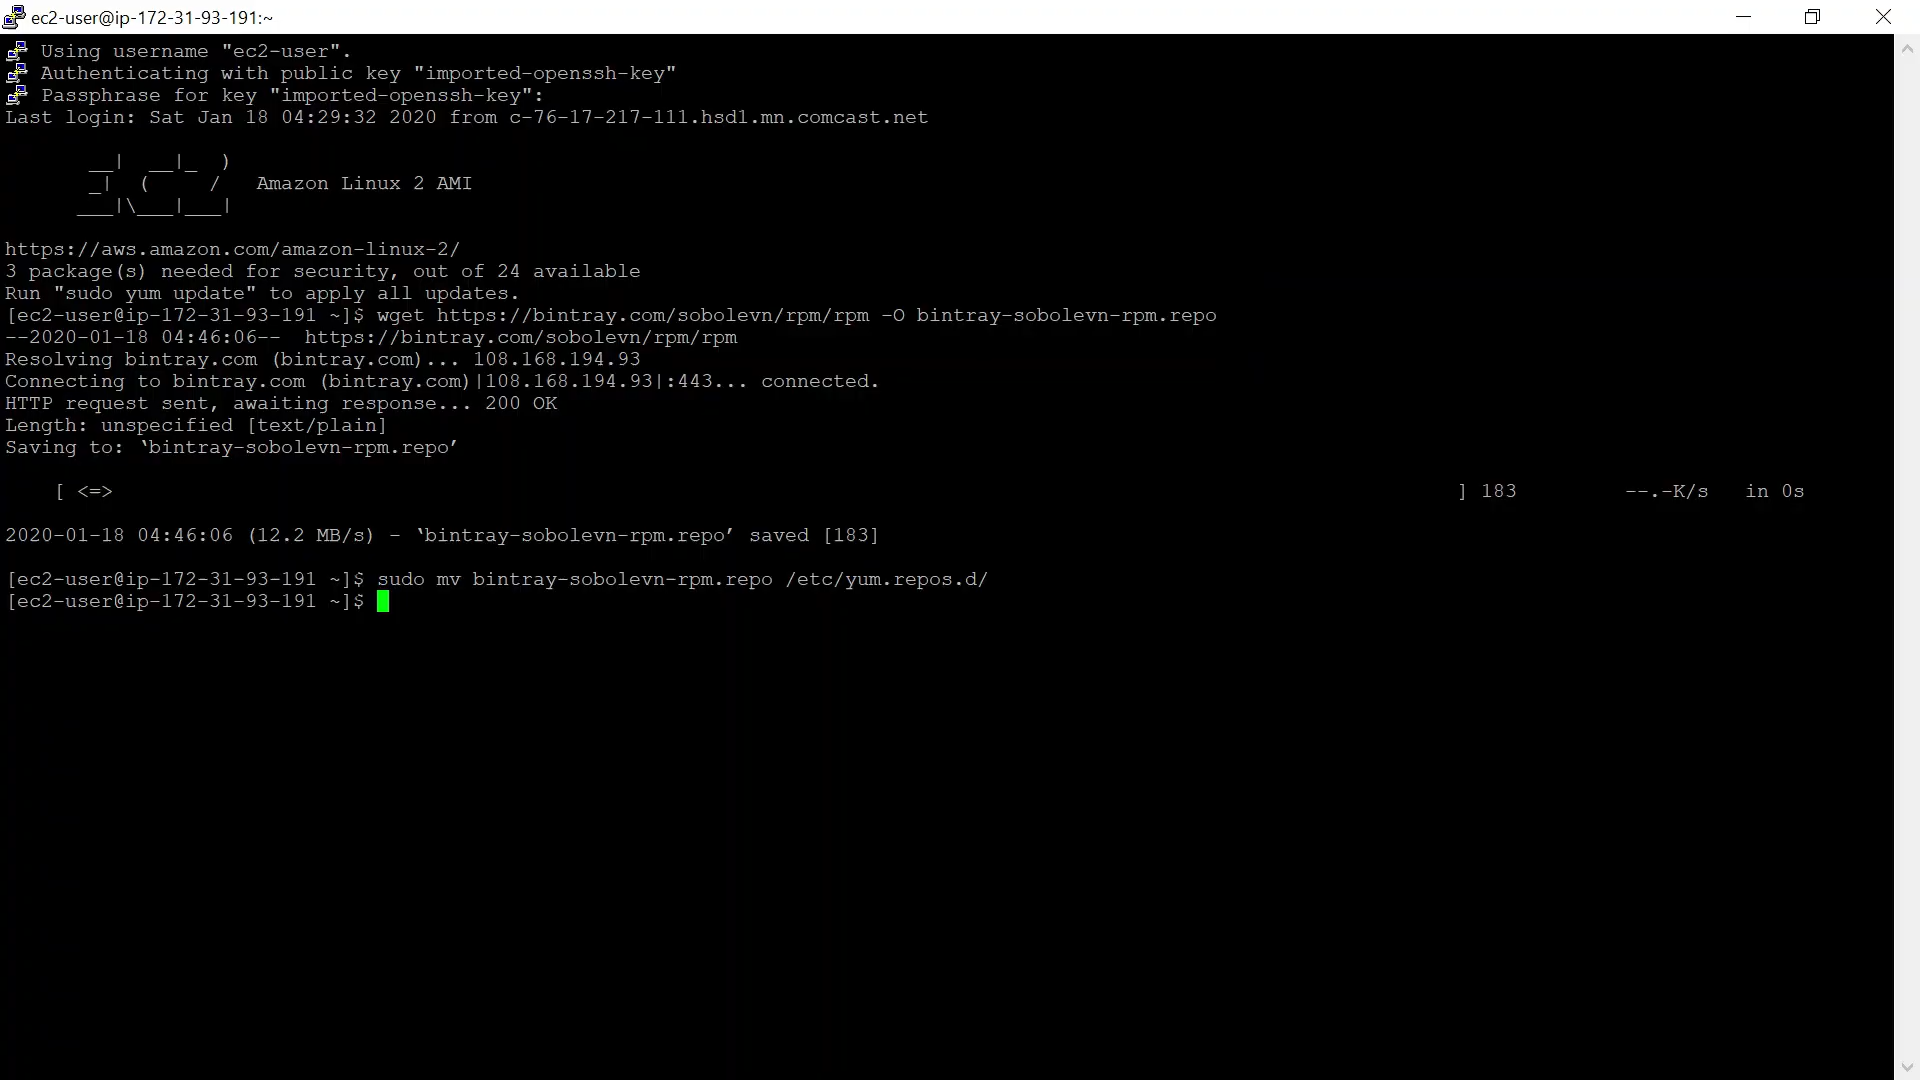 ec2-user@ip-172-31-93-191:~
Using username "ec2-user".
Authenticating with public key "imported-openssh-key"
Passphrase for key "imported-openssh-key":
Last login: Sat Jan 18 04:29:32 2020 from c-76-17-217-111.hsd1.mn.comcast.net
__|  __|_  )
_|  (     /   Amazon Linux 2 AMI
___|\___|___|
https://aws.amazon.com/amazon-linux-2/
3 package(s) needed for security, out of 24 available
Run "sudo yum update" to apply all updates.
[ec2-user@ip-172-31-93-191 ~]$ wget https://bintray.com/sobolevn/rpm/rpm -O bintray-sobolevn-rpm.repo
--2020-01-18 04:46:06--  https://bintray.com/sobolevn/rpm/rpm
Resolving bintray.com (bintray.com)... 108.168.194.93
Connecting to bintray.com (bintray.com)|108.168.194.93|:443... connected.
HTTP request sent, awaiting response... 200 OK
Length: unspecified [text/plain]
Saving to: ‘bintray-sobolevn-rpm.repo’
[ <=> ] 183 --.-K/s in 0s
2020-01-18 04:46:06 (12.2 MB/s) - ‘bintray-sobolevn-rpm.repo’ saved [183]
[ec2-user@ip-172-31-93-191 ~]$ sudo mv bintray-sobolevn-rpm.repo /etc/yum.repos.d/
[ec2-user@ip-172-31-93-191 ~]$